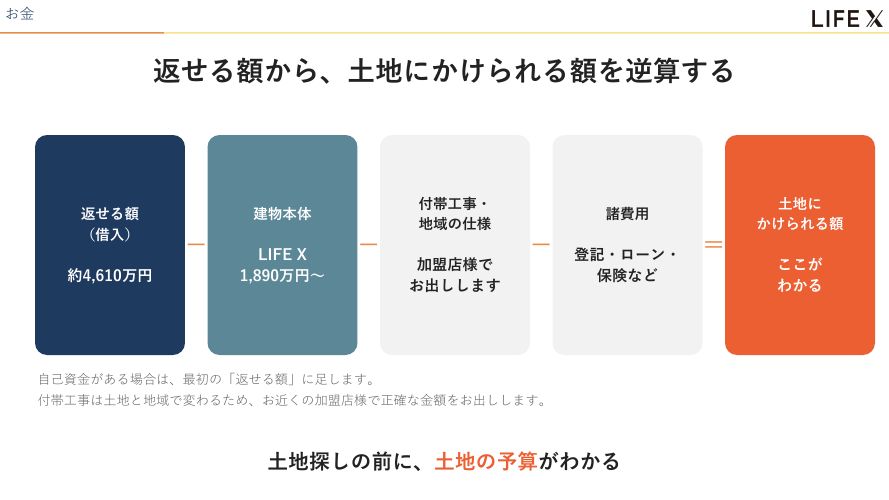 お金
LIFE X
返せる額から、土地にかけられる額を逆算する
返せる額
（借入）
約4,610万円
−
建物本体
LIFE X
1,890万円〜
−
付帯工事・
地域の仕様
加盟店様で
お出しします
−
諸費用
登記・ローン・
保険など
=
土地に
かけられる額
ここが
わかる
自己資金がある場合は、最初の「返せる額」に足します。
付帯工事は土地と地域で変わるため、お近くの加盟店様で正確な金額をお出しします。
土地探しの前に、土地の予算がわかる